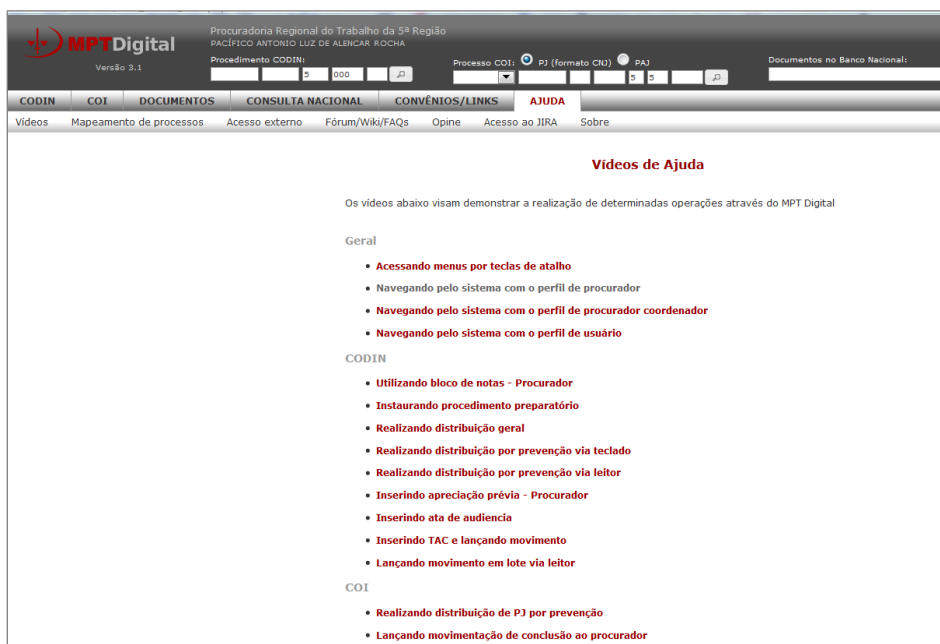 Procuradoria Regional do Trabalho da 5ª Região
MPTDigital
PACÍFICO ANTONIO LUZ DE ALENCAR ROCHA
Versão 3.1
Procedimento CODIN:
5 000
Processo COI: PJ (formato CNJ) PAJ
5 5
Documentos no Banco Nacional:
CODIN COI DOCUMENTOS CONSULTA NACIONAL CONVÊNIOS/LINKS AJUDA
Vídeos Mapeamento de processos Acesso externo Fórum/Wiki/FAQs Opine Acesso ao JIRA Sobre
Vídeos de Ajuda
Os vídeos abaixo visam demonstrar a realização de determinadas operações através do MPT Digital
Geral
• Acessando menus por teclas de atalho
• Navegando pelo sistema com o perfil de procurador
• Navegando pelo sistema com o perfil de procurador coordenador
• Navegando pelo sistema com o perfil de usuário
CODIN
• Utilizando bloco de notas - Procurador
• Instaurando procedimento preparatório
• Realizando distribuição geral
• Realizando distribuição por prevenção via teclado
• Realizando distribuição por prevenção via leitor
• Inserindo apreciação prévia - Procurador
• Inserindo ata de audiencia
• Inserindo TAC e lançando movimento
• Lançando movimento em lote via leitor
COI
• Realizando distribuição de PJ por prevenção
• Lançando movimentação de conclusão ao procurador